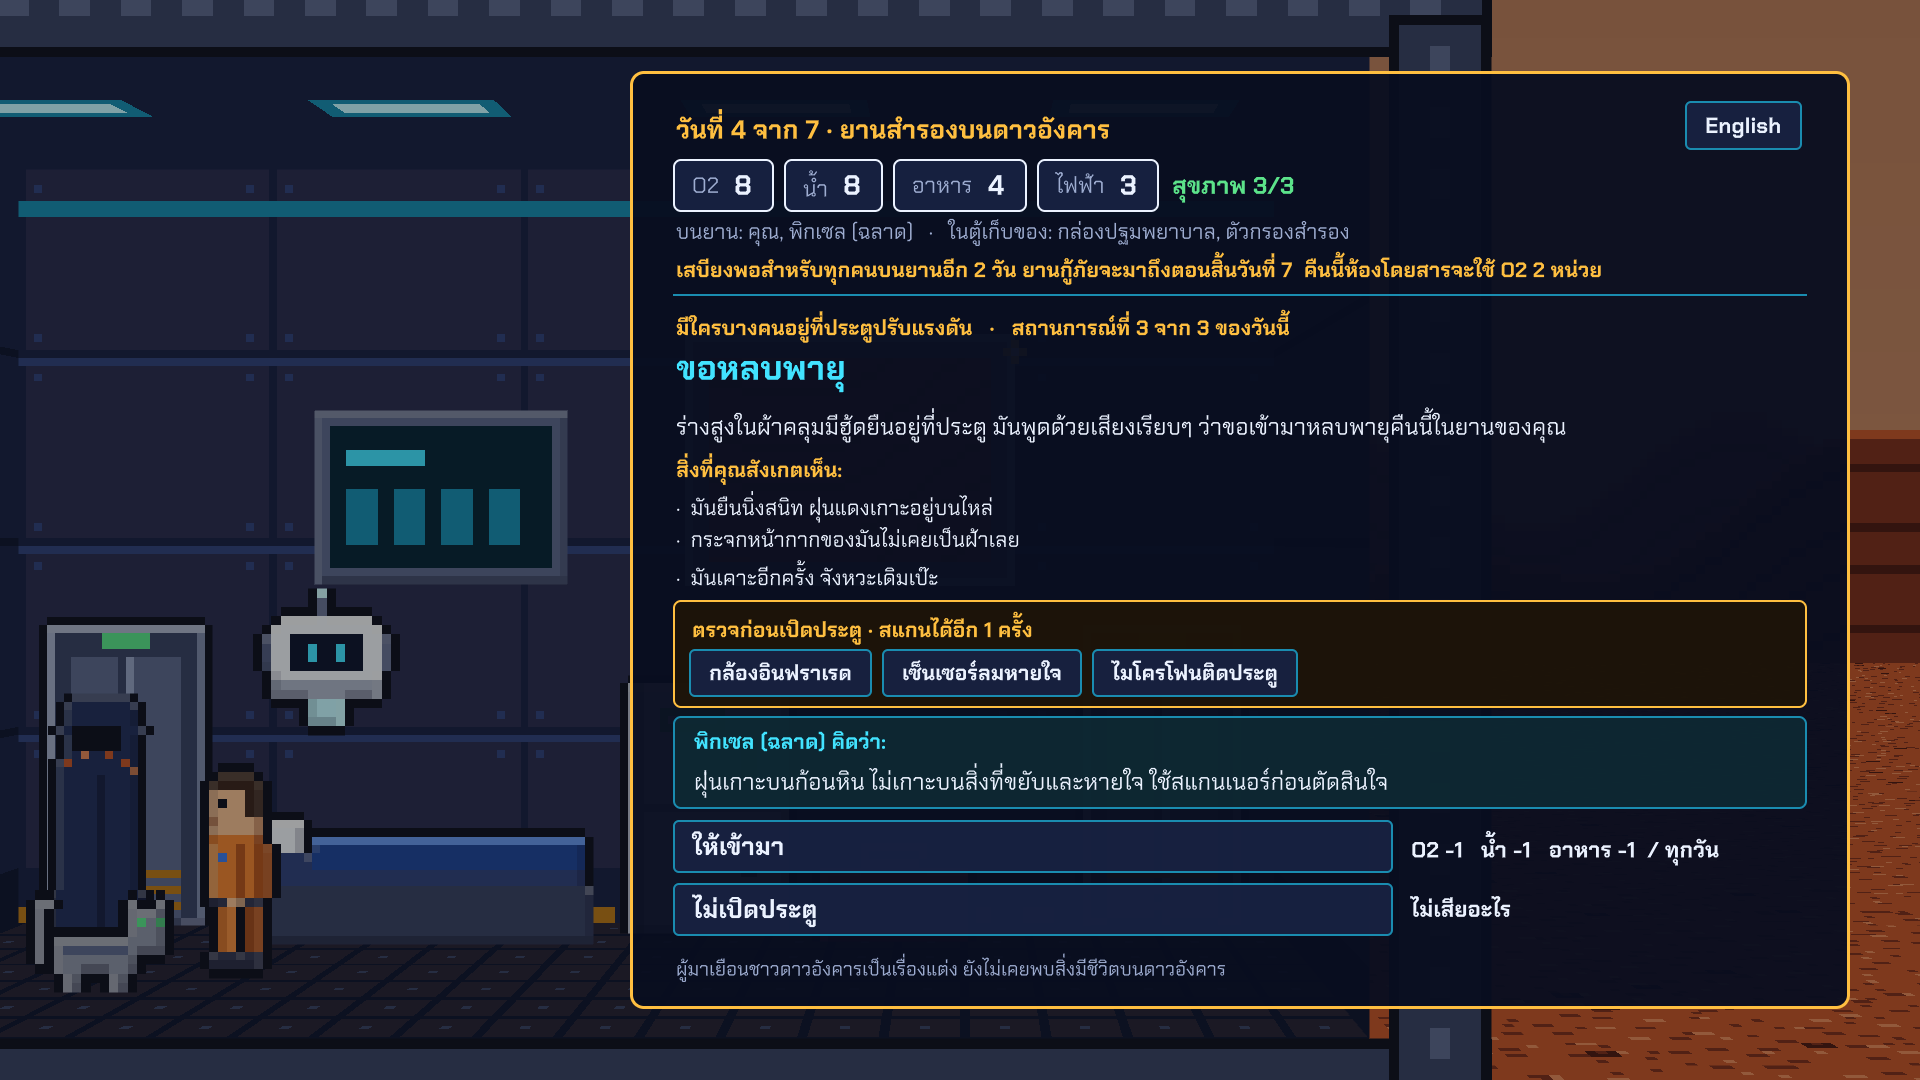 วันที่ 4 จาก 7 · ยานสำรองบนดาวอังคาร
English
O2 8 น้ำ 8 อาหาร 4 ไฟฟ้า 3 สุขภาพ 3/3
บนยาน: คุณ, พิกเซล (ฉลาด) · ในตู้เก็บของ: กล่องปฐมพยาบาล, ตัวกรองสำรอง
เสบียงพอสำหรับทุกคนบนยานอีก 2 วัน ยานกู้ภัยจะมาถึงตอนสิ้นวันที่ 7 คืนนี้ห้องโดยสารจะใช้ O2 2 หน่วย
มีใครบางคนอยู่ที่ประตูปรับแรงดัน · สถานการณ์ที่ 3 จาก 3 ของวันนี้
ขอหลบพายุ
ร่างสูงในผ้าคลุมมีฮู้ดยืนอยู่ที่ประตู มันพูดด้วยเสียงเรียบๆ ว่าขอเข้ามาหลบพายุคืนนี้ในยานของคุณ
สิ่งที่คุณสังเกตเห็น:
· มันยืนนิ่งสนิท ฝุ่นแดงเกาะอยู่บนไหล่
· กระจกหน้ากากของมันไม่เคยเป็นฝ้าเลย
· มันเคาะอีกครั้ง จังหวะเดิมเป๊ะ
ตรวจก่อนเปิดประตู · สแกนได้อีก 1 ครั้ง
กล้องอินฟราเรด เซ็นเซอร์ลมหายใจ ไมโครโฟนติดประตู
พิกเซล (ฉลาด) คิดว่า:
ฝุ่นเกาะบนก้อนหิน ไม่เกาะบนสิ่งที่ขยับและหายใจ ใช้สแกนเนอร์ก่อนตัดสินใจ
ให้เข้ามา O2 -1 น้ำ -1 อาหาร -1 / ทุกวัน
ไม่เปิดประตู ไม่เสียอะไร
ผู้มาเยือนชาวดาวอังคารเป็นเรื่องแต่ง ยังไม่เคยพบสิ่งมีชีวิตบนดาวอังคาร